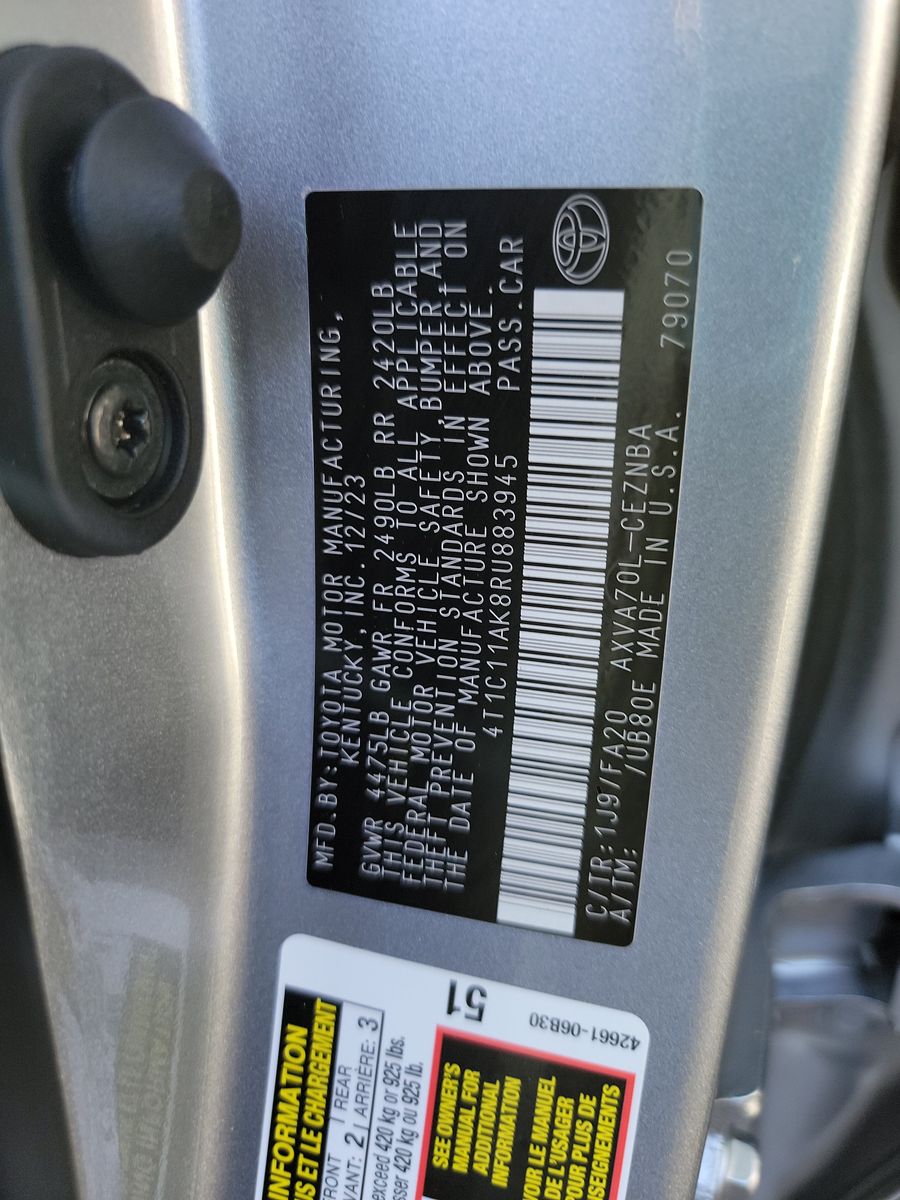 MFD.BY:TOYOTA MOTOR MANUFACTURING,
KENTUCKY, INC. 12/23
GVWR 4475LB GAWR FR 2490LB RR 2420LB
THIS VEHICLE CONFORMS TO ALL APPLICABLE
FEDERAL MOTOR VEHICLE SAFETY, BUMPER, AND
THEFT PREVENTION STANDARDS IN EFFECT ON
THE DATE OF MANUFACTURE SHOWN ABOVE.
4T1C11AK8RU883945 PASS.CAR
C/TR:1J9/FA20 AXVA70L-CEZNBA
A/TM: /UB80E MADE IN U.S.A. 79070
51
42661-06B30
INFORMATION
ET LE CHARGEMENT
FRONT 2 REAR 3
ARRIÈRE:
exceed 420 kg or 925 lbs.
420 kg ou 925 lb.
SEE OWNER'S
MANUAL FOR
ADDITIONAL
INFORMATION
VOIR LE MANUEL
DE L'USAGER
POUR PLUS DE